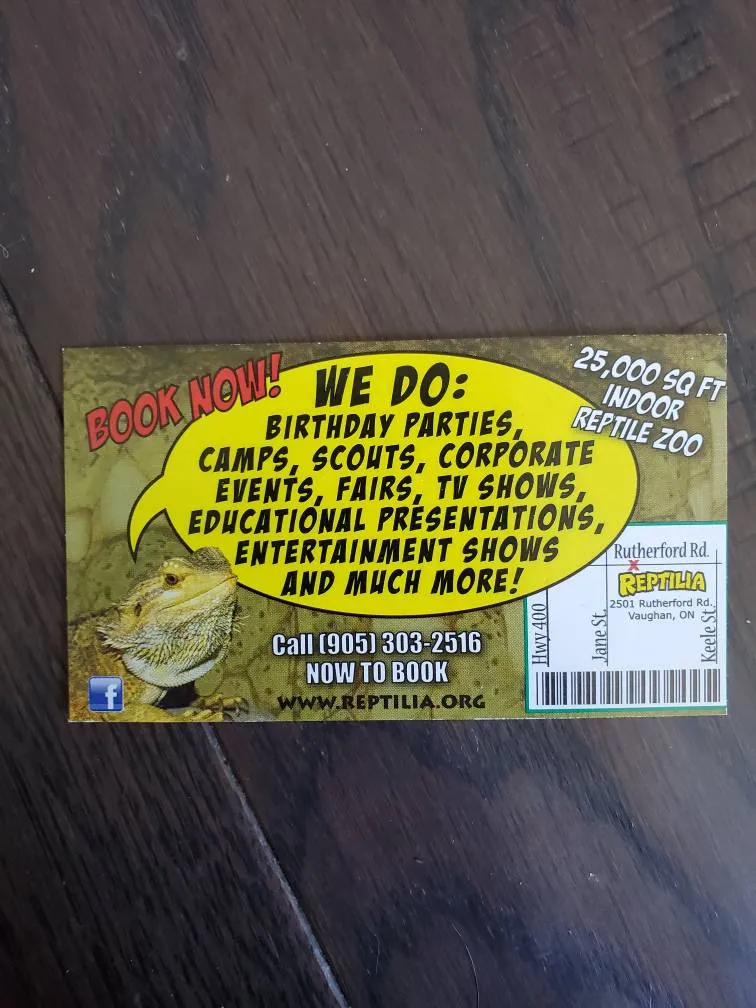 BOOK NOW!
WE DO:
BIRTHDAY PARTIES,
CAMPS, SCOUTS, CORPORATE
EVENTS, FAIRS, TV SHOWS,
EDUCATIONAL PRESENTATIONS,
ENTERTAINMENT SHOWS
AND MUCH MORE!
25,000 SQ FT
INDOOR
REPTILE ZOO
Call (905) 303-2516
NOW TO BOOK
WWW.REPTILIA.ORG
f
Rutherford Rd.
X
REPTILIA
2501 Rutherford Rd.
Vaughan, ON
Hwy 400
Jane St.
Keele St.